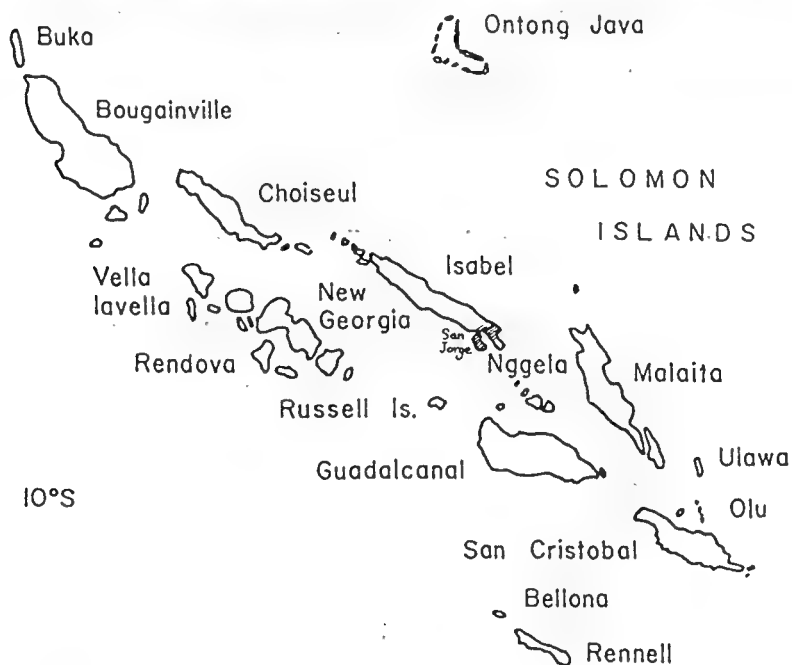 Buka
Ontong Java
Bougainville
Choiseul
SOLOMON
ISLANDS
Isabel
Vella
lavella
New
Georgia
San
Jorge
Rendova
Nggela
Malaita
Russell Is.
Guadalcanal
Ulawa
10°S
Olu
San Cristobal
Bellona
Rennell